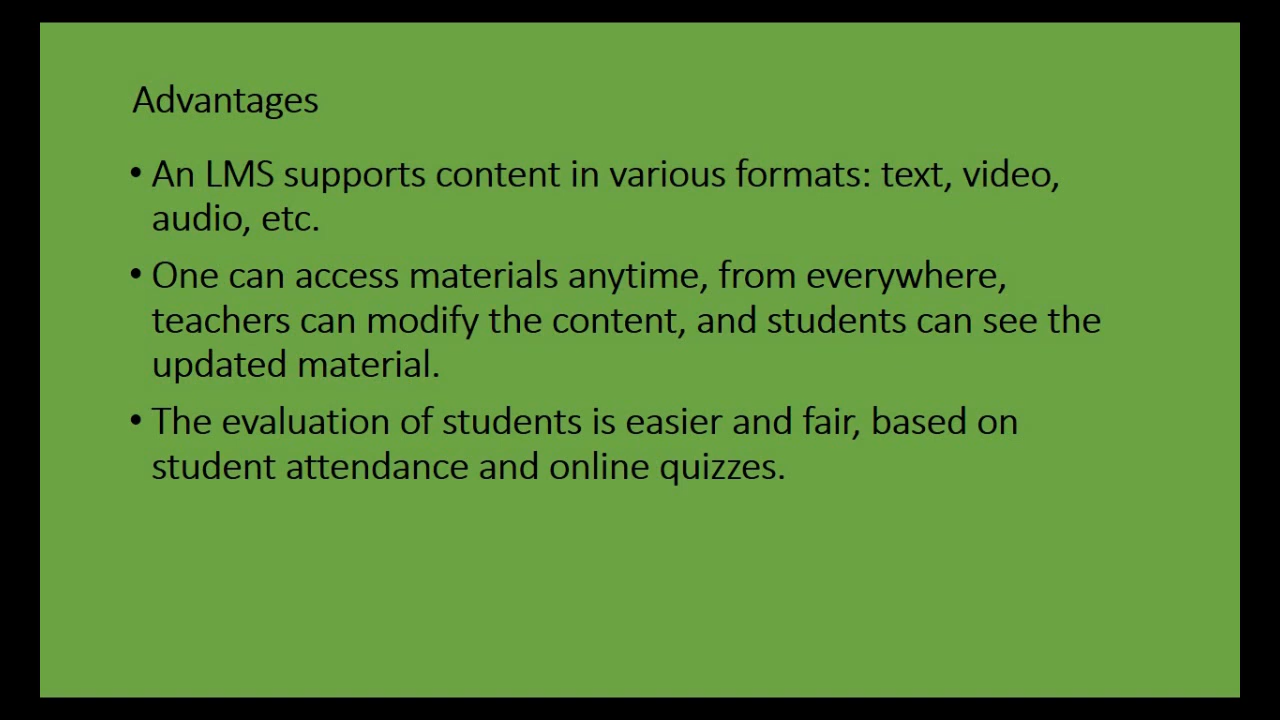 Advantages
• An LMS supports content in various formats: text, video,
audio, etc.
• One can access materials anytime, from everywhere,
teachers can modify the content, and students can see the
updated material.
• The evaluation of students is easier and fair, based on
student attendance and online quizzes.